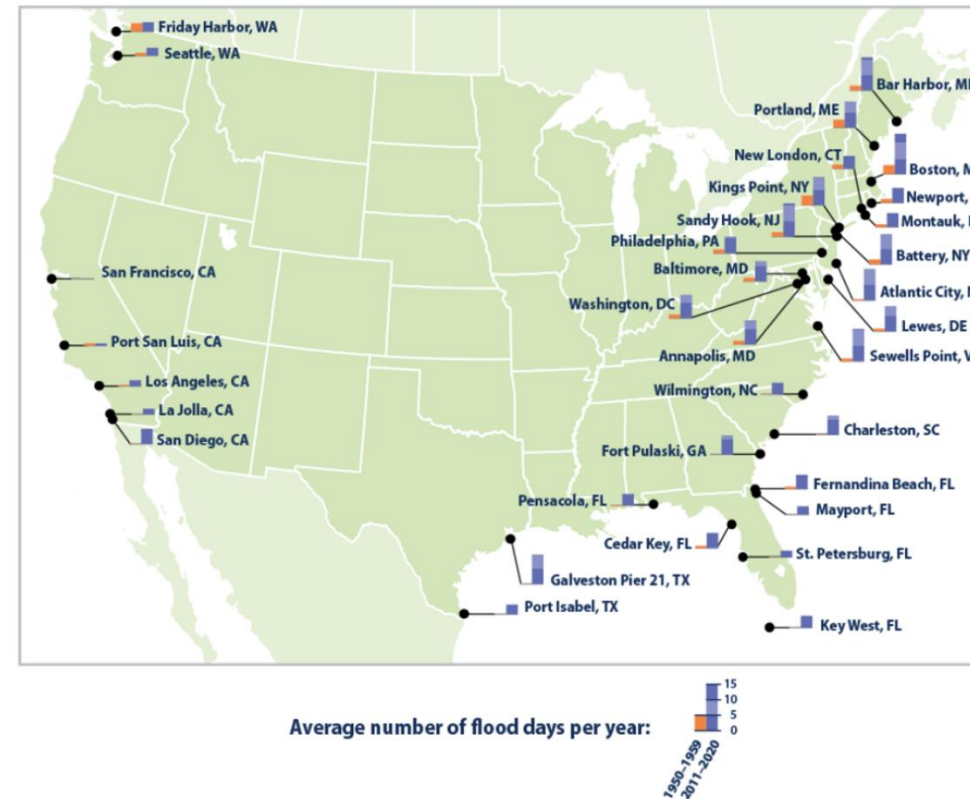 Friday Harbor, WA
Seattle, WA
Bar Harbor, ME
Portland, ME
New London, CT
Boston, M
Kings Point, NY
Newport,
Sandy Hook, NJ
Montauk,
Philadelphia, PA
Battery, NY
Baltimore, MD
San Francisco, CA
Atlantic City,
Washington, DC
Lewes, DE
Port San Luis, CA
Annapolis, MD
Sewells Point, V
Los Angeles, CA
Wilmington, NC
La Jolla, CA
San Diego, CA
Charleston, SC
Fort Pulaski, GA
Fernandina Beach, FL
Pensacola, FL
Mayport, FL
Cedar Key, FL
St. Petersburg, FL
Galveston Pier 21, TX
Port Isabel, TX
Key West, FL
Average number of flood days per year:
15
10
5
0
1950–1959
2011–2020